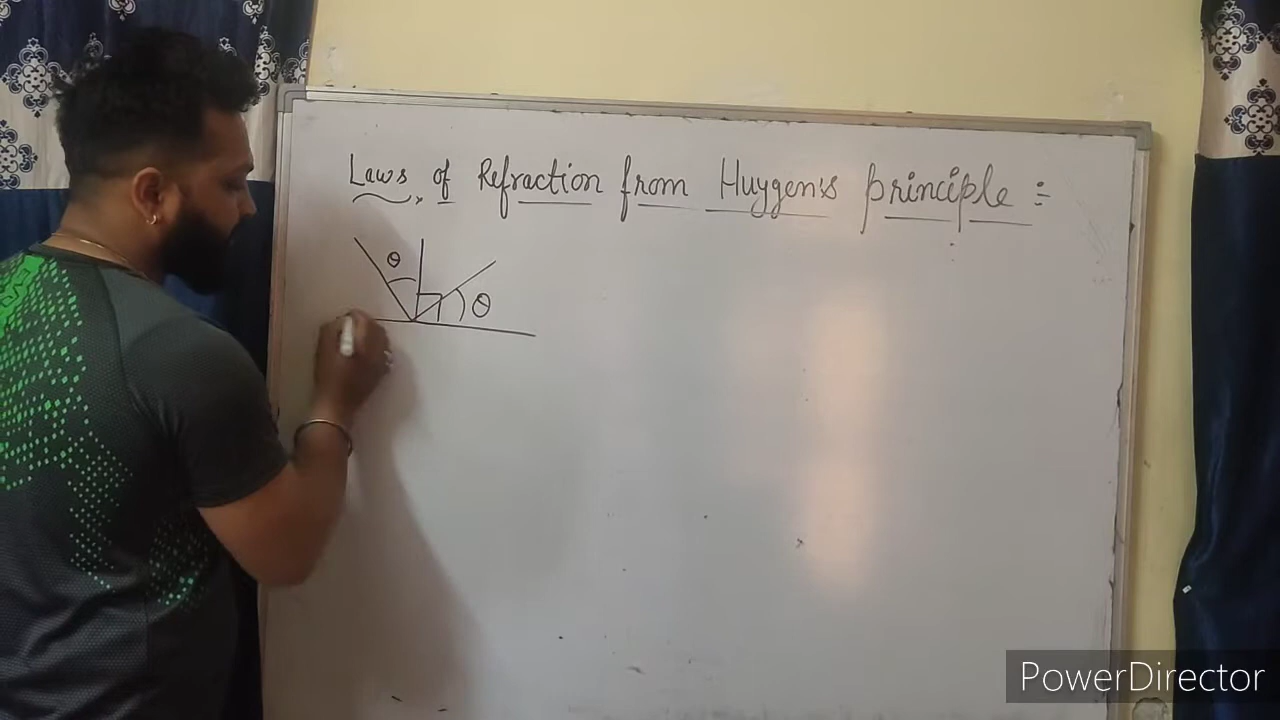 Laws of Refraction from Huygen's principle :
θ
θ
PowerDirector